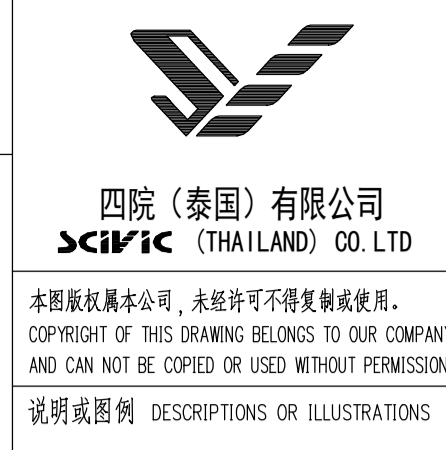 四院（泰国）有限公司
SCIVIC (THAILAND) CO.LTD
本图版权属本公司，未经许可不得复制或使用。
COPYRIGHT OF THIS DRAWING BELONGS TO OUR COMPANY
AND CAN NOT BE COPIED OR USED WITHOUT PERMISSION
说明或图例 DESCRIPTIONS OR ILLUSTRATIONS